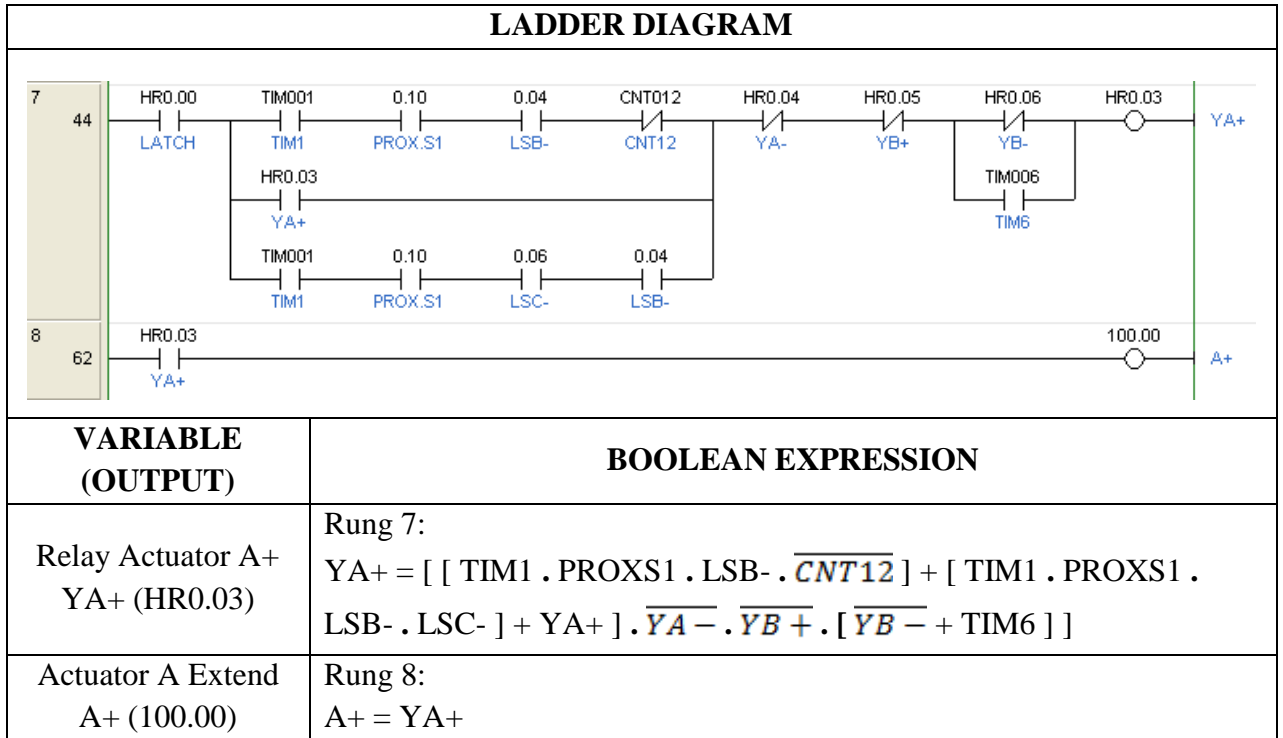 LADDER DIAGRAM
7
44
HR0.00 TIM001 0.10 0.04 CNT012 HR0.04 HR0.05 HR0.06 HR0.03
LATCH TIM1 PROX.S1 LSB- CNT12 YA- YB+ YB- YA+
HR0.03 TIM006
YA+ TIM6
TIM001 0.10 0.06 0.04
TIM1 PROX.S1 LSC- LSB-
8
62
HR0.03 100.00
YA+ A+
VARIABLE
(OUTPUT)
BOOLEAN EXPRESSION
Relay Actuator A+
YA+ (HR0.03)
Rung 7:
YA+ = [ [ TIM1 . PROXS1 . LSB- . \overline{CNT12} ] + [ TIM1 . PROXS1 .
LSB- . LSC- ] + YA+ ] . \overline{YA-} . \overline{YB+} . [ \overline{YB-} + TIM6 ] ]
Actuator A Extend
A+ (100.00)
Rung 8:
A+ = YA+